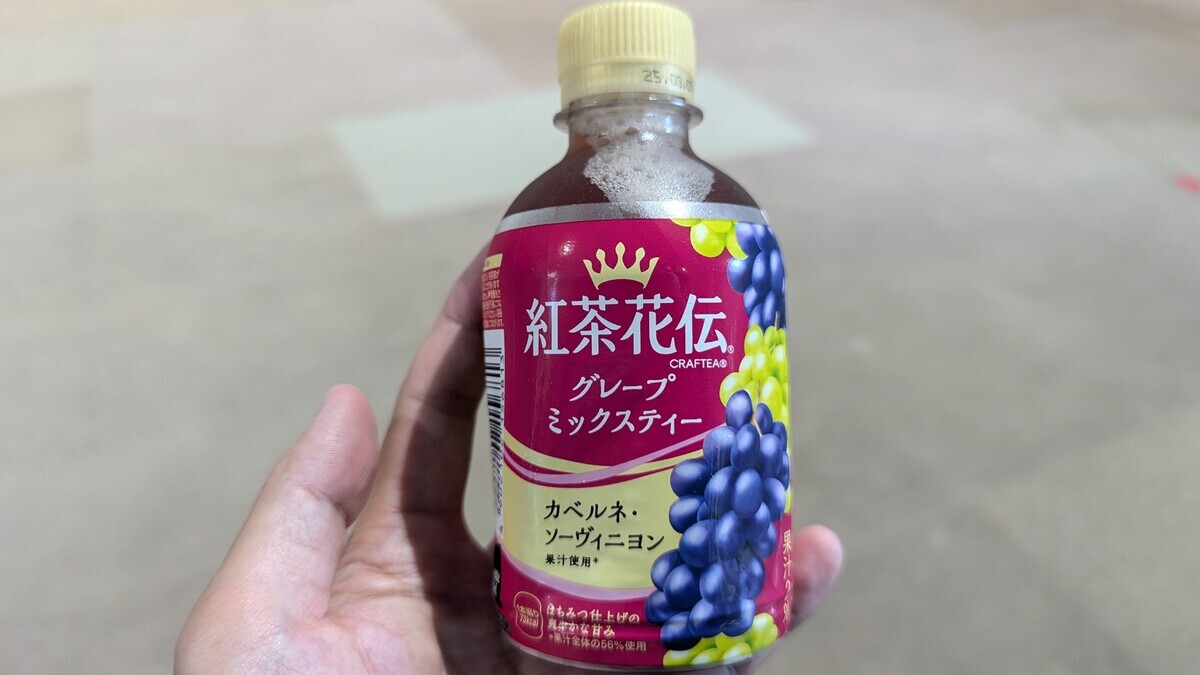 紅茶花伝®
CRAFTEA®
グレープ
ミックスティー
カベルネ・
ソーヴィニヨン
果汁使用*
はちみつ仕上げの
爽やかな甘み
*果汁全体の56%使用